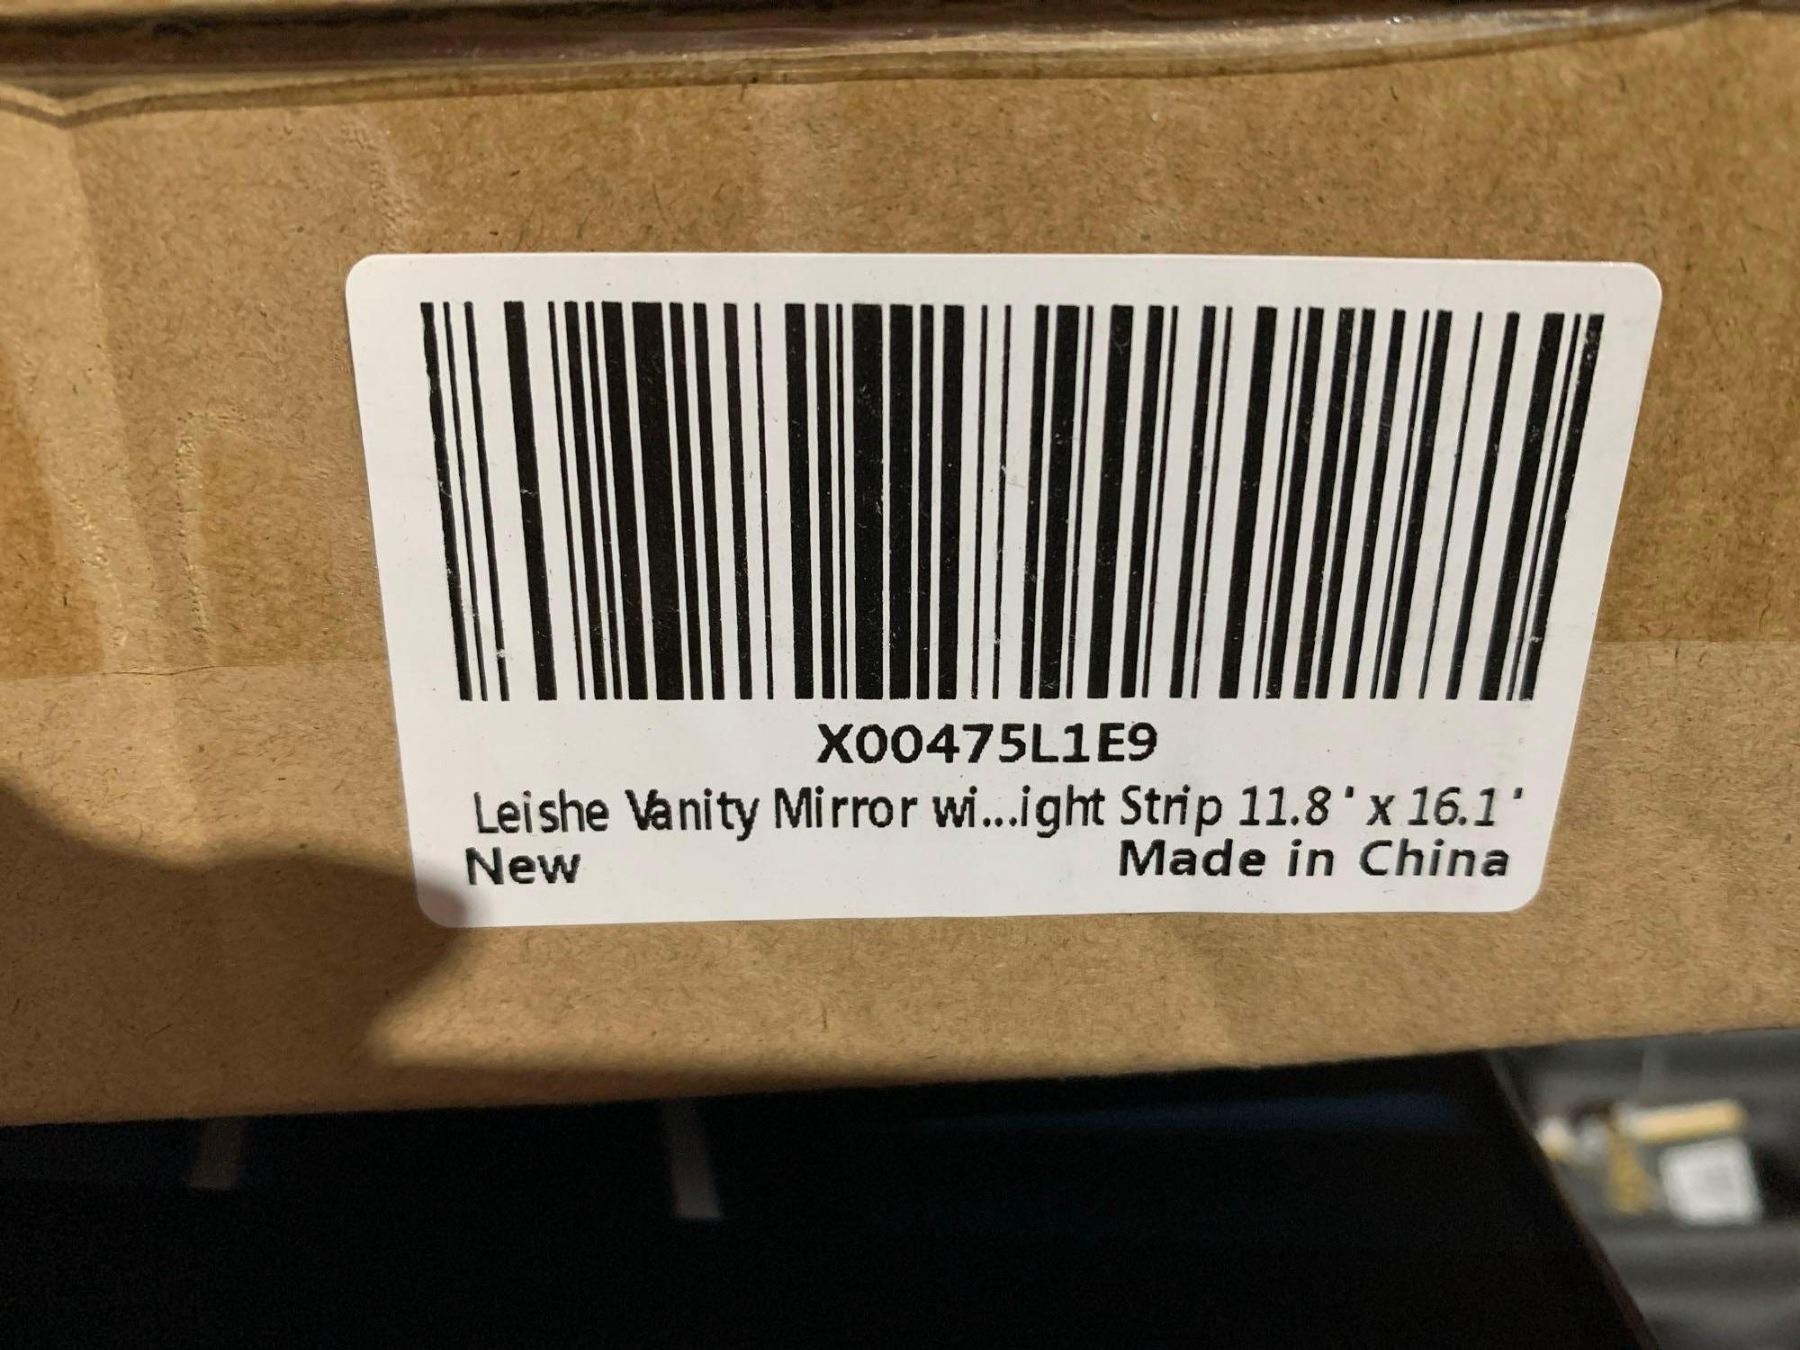 X00475L1E9
Leishe Vanity Mirror wi...ight Strip 11.8' x 16.1'
New
Made in China